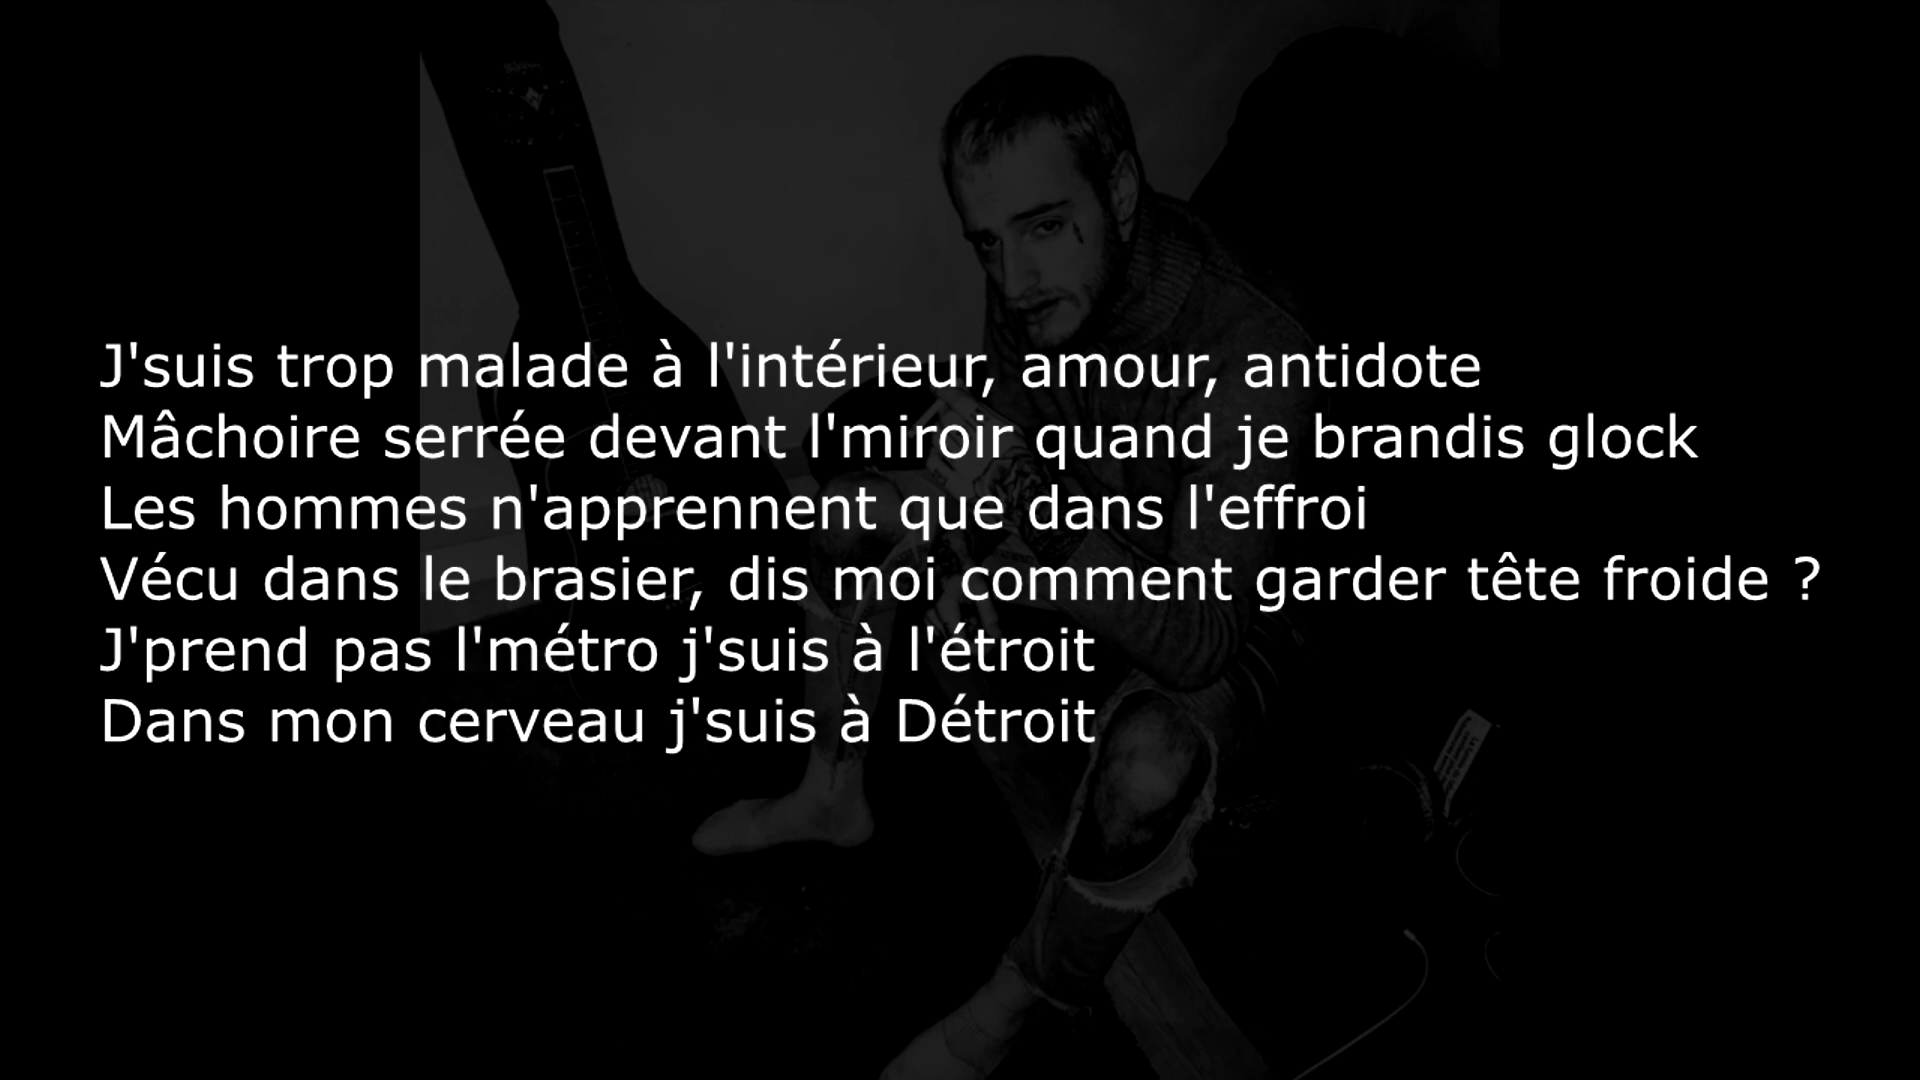 J'suis trop malade à l'intérieur, amour, antidote
Mâchoire serrée devant l'miroir quand je brandis glock
Les hommes n'apprennent que dans l'effroi
Vécu dans le brasier, dis moi comment garder tête froide ?
J'prend pas l'métro j'suis à l'étroit
Dans mon cerveau j'suis à Détroit